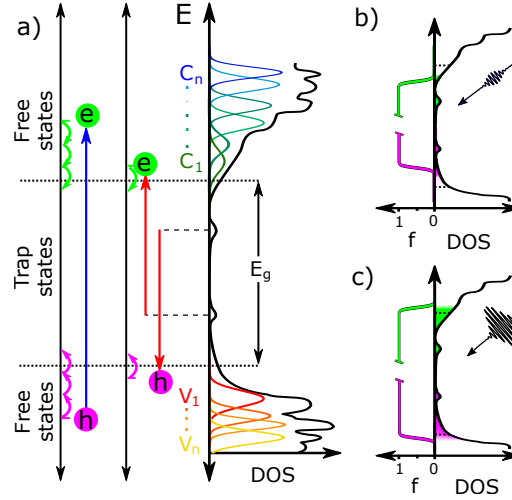 a)
E
Free
states
Trap
states
Free
states
e
e
h
h
C_n
C_1
E_g
V_1
V_n
DOS
b)
1
0
f
DOS
c)
1
0
f
DOS